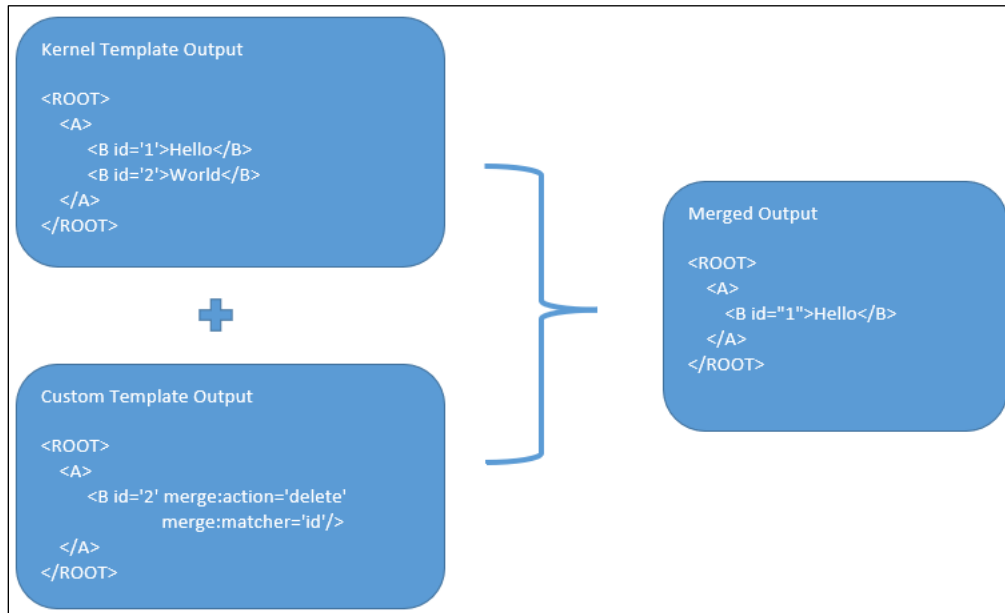 Kernel Template Output
<ROOT>
<A>
<B id='1'>Hello</B>
<B id='2'>World</B>
</A>
</ROOT>
Custom Template Output
<ROOT>
<A>
<B id='2' merge:action='delete'
merge:matcher='id'/>
</A>
</ROOT>
Merged Output
<ROOT>
<A>
<B id="1">Hello</B>
</A>
</ROOT>